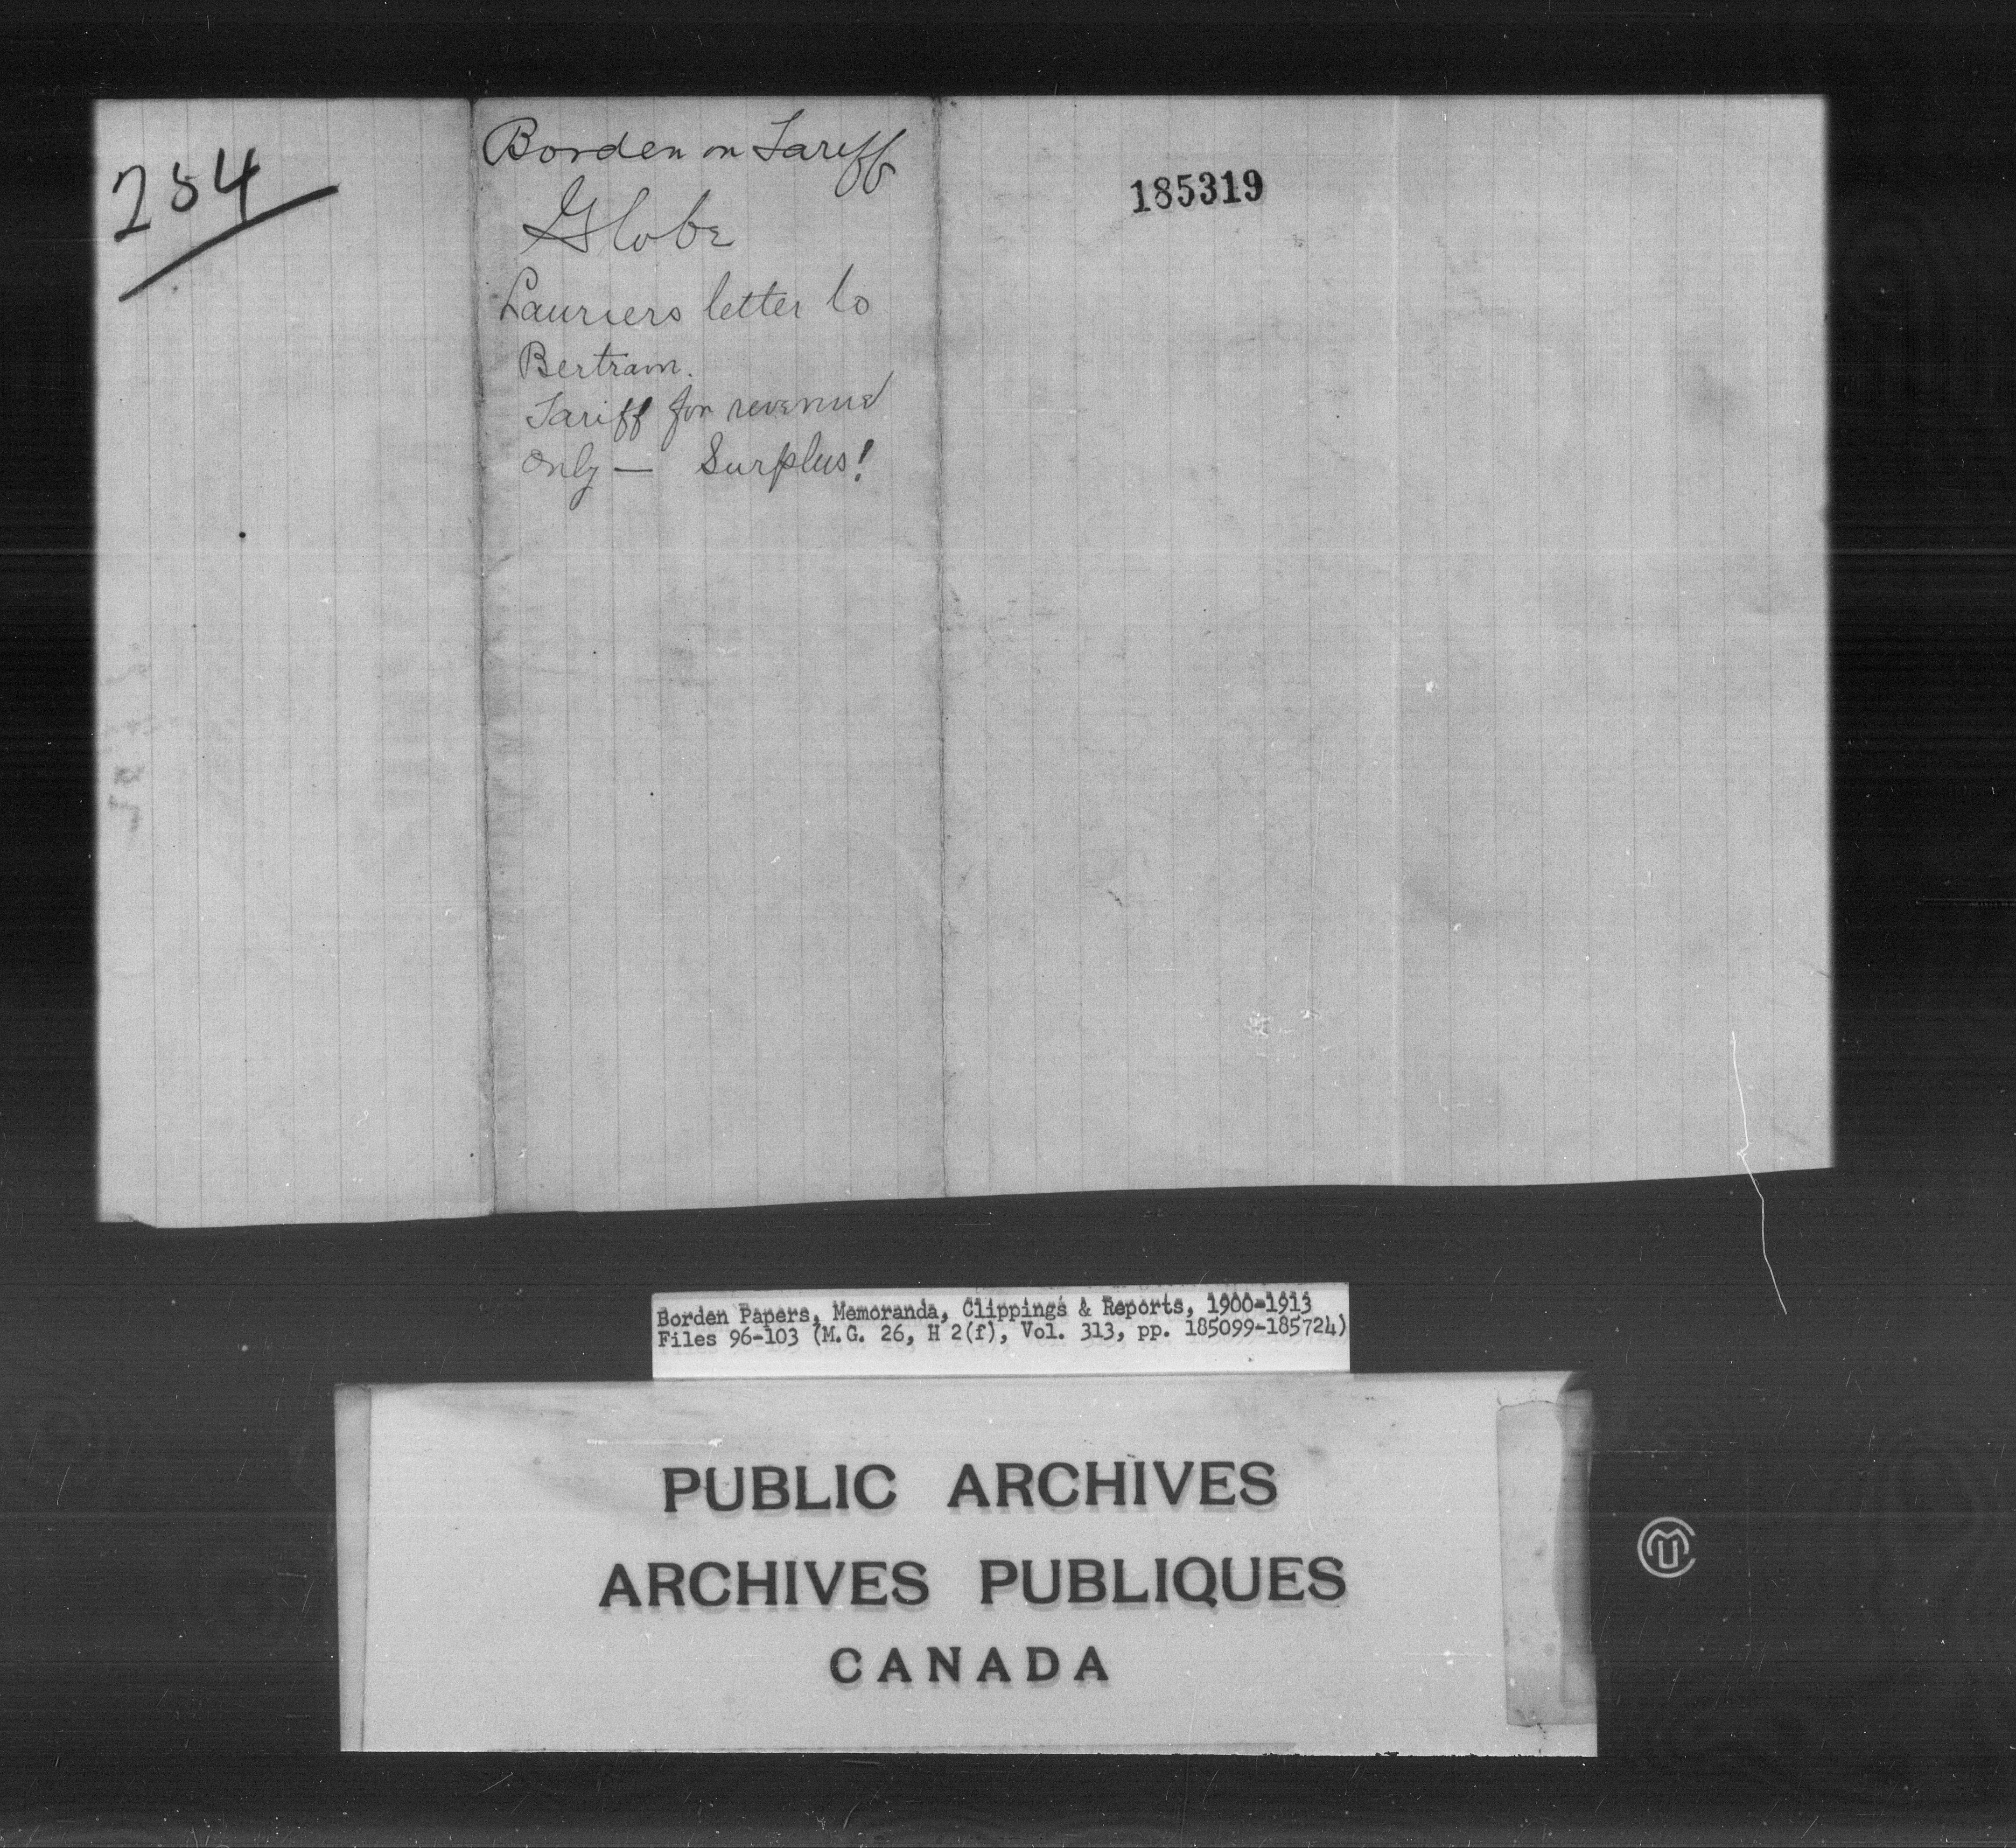 254
Borden on Tariff
Globe
Lauriers letter to
Bertram.
Tariff for revenue
only — Surplus!
185319
Borden Papers, Memoranda, Clippings & Reports, 1900-1913
Files 96-103 (M.G. 26, H 2(f), Vol. 313, pp. 185099-185724)
PUBLIC ARCHIVES
ARCHIVES PUBLIQUES
CANADA